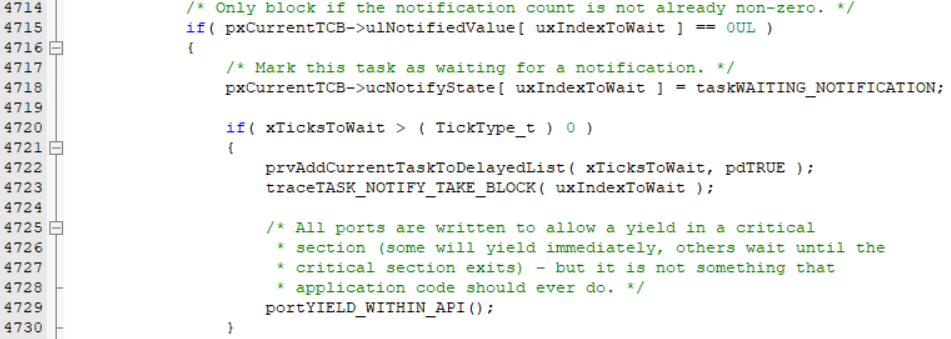 4714 /* Only block if the notification count is not already non-zero. */
4715 if( pxCurrentTCB->ulNotifiedValue[ uxIndexToWait ] == 0UL )
4716 {
4717 /* Mark this task as waiting for a notification. */
4718 pxCurrentTCB->ucNotifyState[ uxIndexToWait ] = taskWAITING_NOTIFICATION;
4719
4720 if( xTicksToWait > ( TickType_t ) 0 )
4721 {
4722 prvAddCurrentTaskToDelayedList( xTicksToWait, pdTRUE );
4723 traceTASK_NOTIFY_TAKE_BLOCK( uxIndexToWait );
4724
4725 /* All ports are written to allow a yield in a critical
4726 * section (some will yield immediately, others wait until the
4727 * critical section exits) - but it is not something that
4728 * application code should ever do. */
4729 portYIELD_WITHIN_API();
4730 }